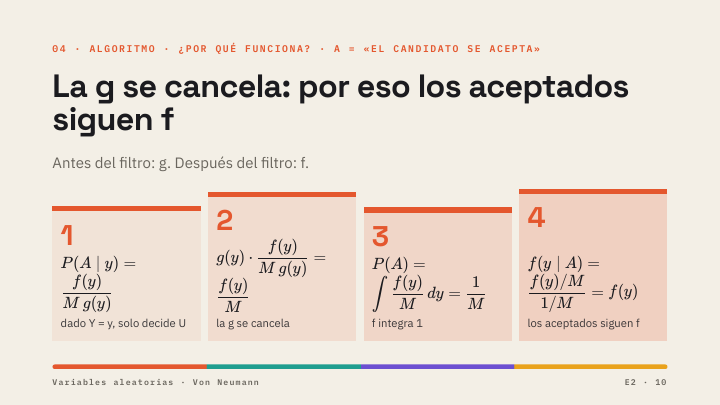 04 · ALGORITMO · ¿POR QUÉ FUNCIONA? · A = «EL CANDIDATO SE ACEPTA»
La g se cancela: por eso los aceptados
siguen f
Antes del filtro: g. Después del filtro: f.
1
P(A | y) =
f(y)
M g(y)
dado Y = y, solo decide U
2
g(y) · f(y) / M g(y) =
f(y)
M
la g se cancela
3
P(A) =
∫ f(y)/M dy = 1/M
f integra 1
4
f(y | A) =
f(y)/M / 1/M = f(y)
los aceptados siguen f
Variables aleatorias · Von Neumann
E2 · 10